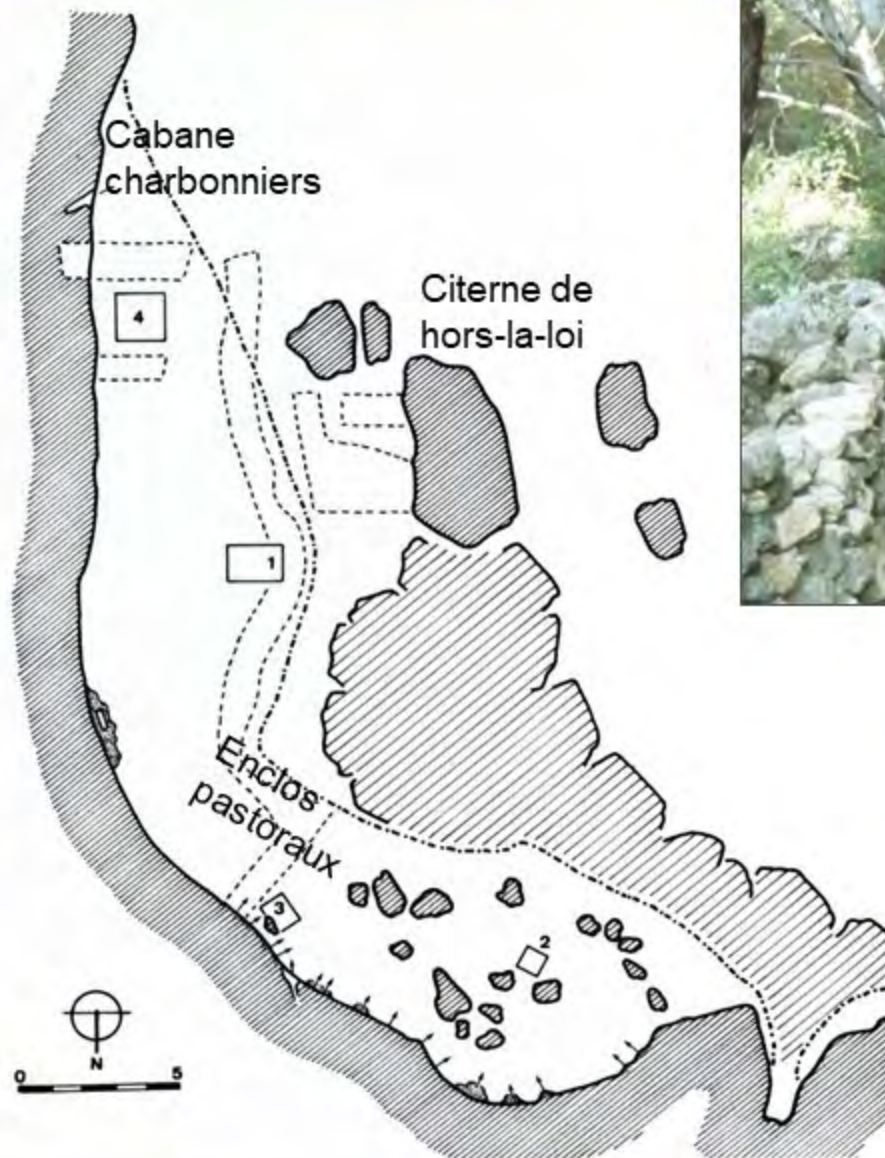 Cabane
charbonniers
4
Citerne de
hors-la-loi
1
Enclos
pastoraux
3
2
N
0 5